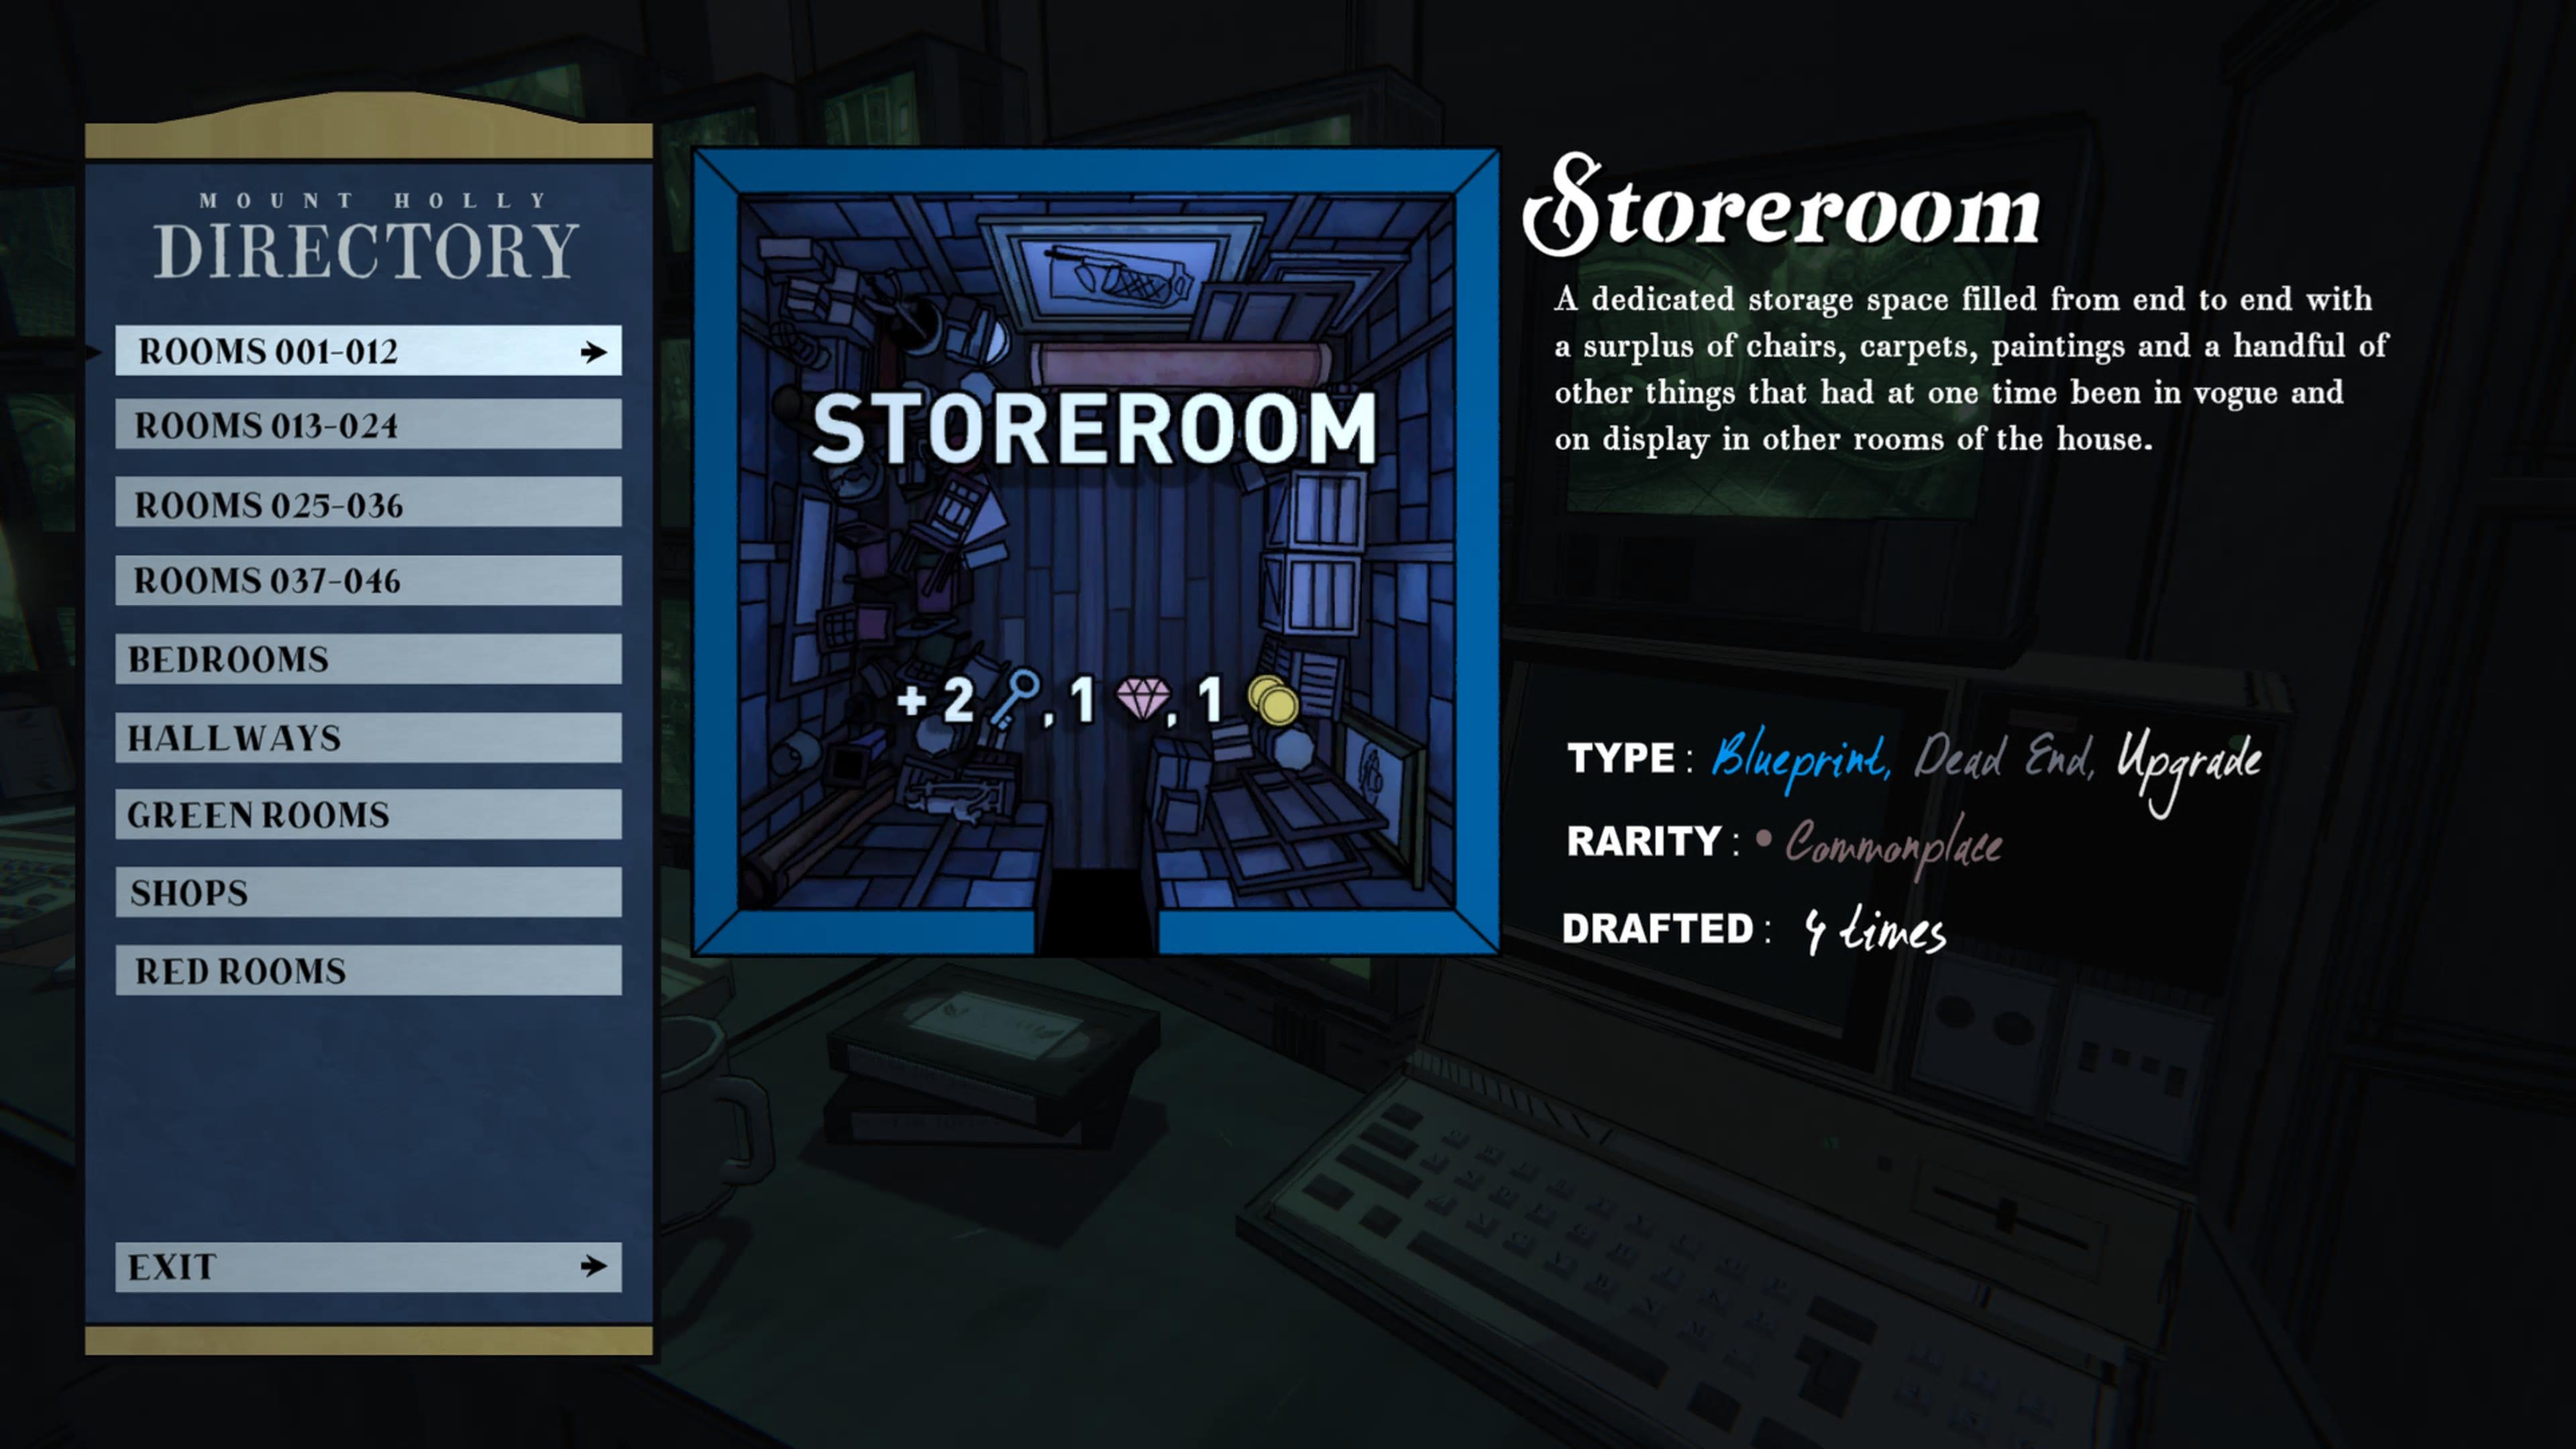 MOUNT HOLLY
DIRECTORY
ROOMS 001-012
ROOMS 013-024
ROOMS 025-036
ROOMS 037-046
BEDROOMS
HALLWAYS
GREEN ROOMS
SHOPS
RED ROOMS
EXIT
STOREROOM
+ 2 , 1 , 1
Storeroom
A dedicated storage space filled from end to end with
a surplus of chairs, carpets, paintings and a handful of
other things that had at one time been in vogue and
on display in other rooms of the house.
TYPE : Blueprint, Dead End, Upgrade
RARITY : • Commonplace
DRAFTED : 4 times